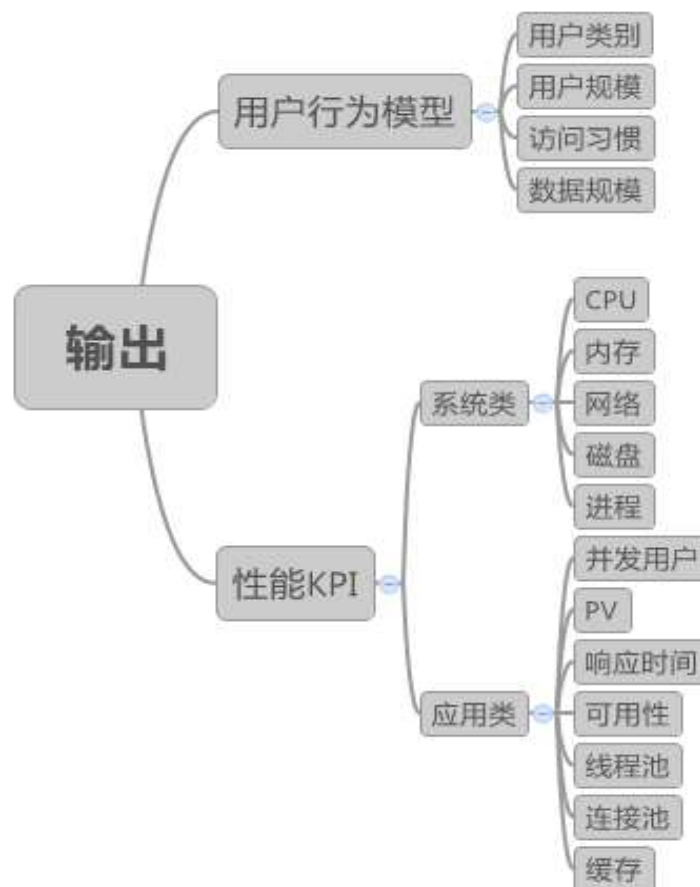 用户类别
用户行为模型
用户规模
访问习惯
数据规模
输出
CPU
内存
系统类
网络
磁盘
进程
性能KPI
并发用户
PV
响应时间
应用类
可用性
线程池
连接池
缓存